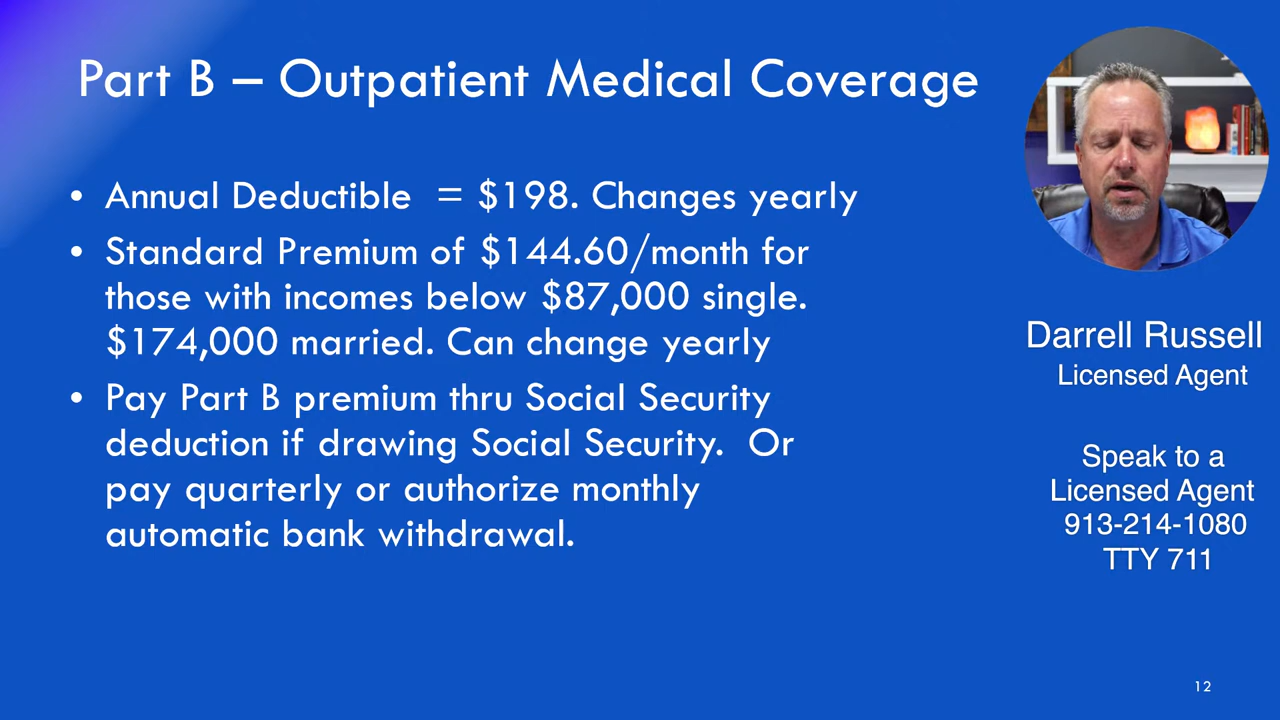 Part B – Outpatient Medical Coverage
• Annual Deductible = $198. Changes yearly
• Standard Premium of $144.60/month for
those with incomes below $87,000 single.
$174,000 married. Can change yearly
• Pay Part B premium thru Social Security
deduction if drawing Social Security. Or
pay quarterly or authorize monthly
automatic bank withdrawal.
Darrell Russell
Licensed Agent
Speak to a
Licensed Agent
913-214-1080
TTY 711
12